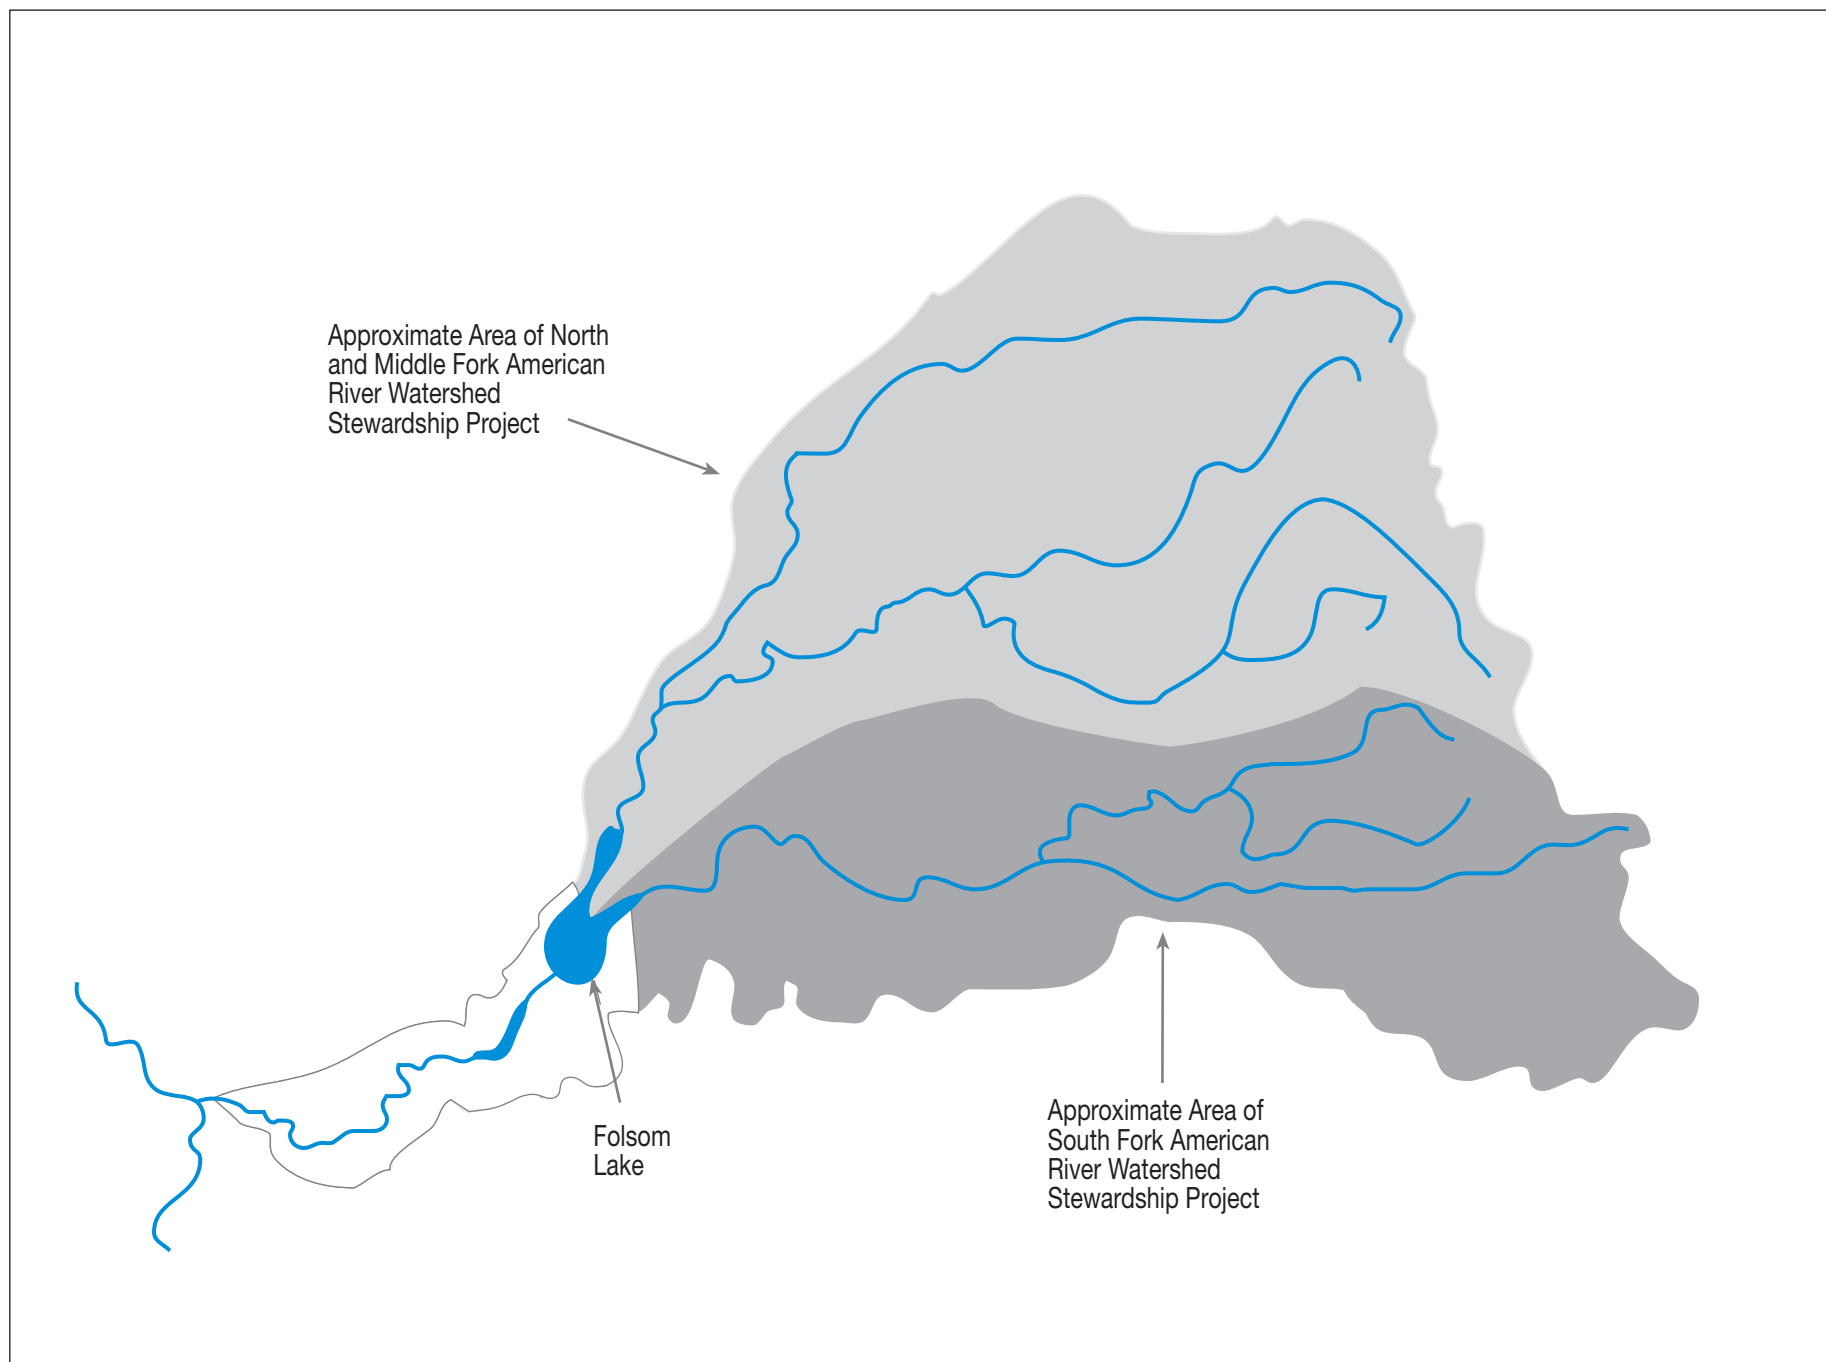 Approximate Area of North
and Middle Fork American
River Watershed
Stewardship Project
Folsom
Lake
Approximate Area of
South Fork American
River Watershed
Stewardship Project